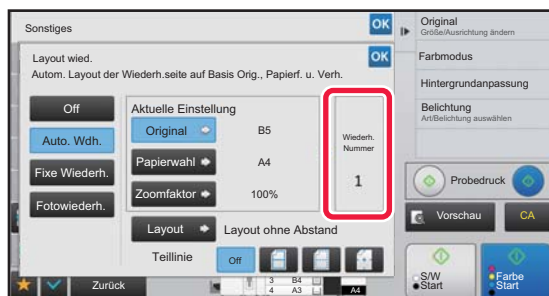 Sonstiges
OK
Layout wied.
OK
Autom. Layout der Wiederh.seite auf Basis Orig., Papierf. u. Verh.
Off
Auto. Wdh.
Fixe Wiederh.
Fotowiederh.
Aktuelle Einstellung
Original
B5
Papierwahl
A4
Zoomfaktor
100%
Wiederh.
Nummer
1
Layout
Layout ohne Abstand
Teillinie
Off
Zurück
3 B4
4 A3
A4
Original
Größe/Ausrichtung ändern
Farbmodus
Hintergrundanpassung
Belichtung
Art/Belichtung auswählen
Probedruck
Vorschau
CA
S/W
Start
Farbe
Start